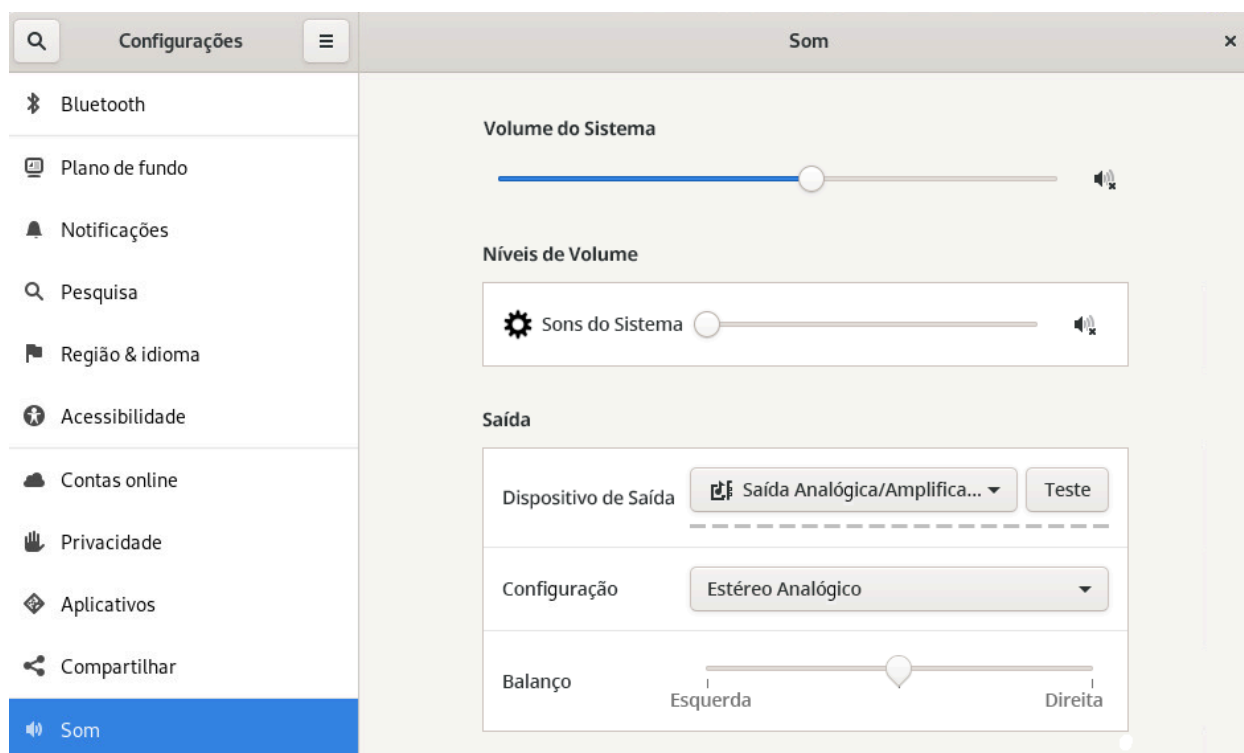 Configurações
Som
Bluetooth
Plano de fundo
Notificações
Pesquisa
Região & idioma
Acessibilidade
Contas online
Privacidade
Aplicativos
Compartilhar
Som
Volume do Sistema
Níveis de Volume
Sons do Sistema
Saída
Dispositivo de Saída
Saída Analógica/Amplifica...
Teste
Configuração
Estéreo Analógico
Balanço
Esquerda
Direita